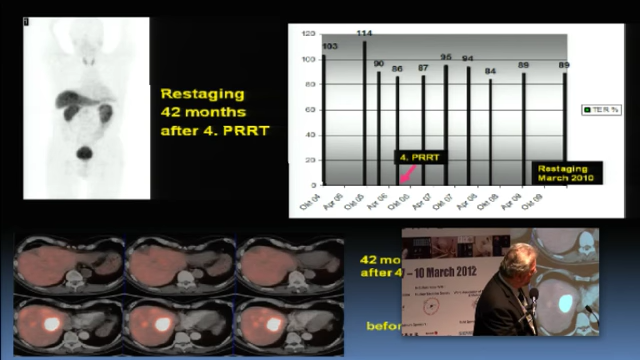 1
Restaging
42 months
after 4. PRRT
120
100
80
60
40
20
0
103
114
90
86
87
95
94
84
89
89
4. PRRT
Restaging
March 2010
TER %
Okt 04
Apr 05
Okt 05
Apr 06
Okt 06
Apr 07
Okt 07
Apr 08
Okt 08
Apr 09
Okt 09
42 mo
after 4
befor
– 10 March 2012